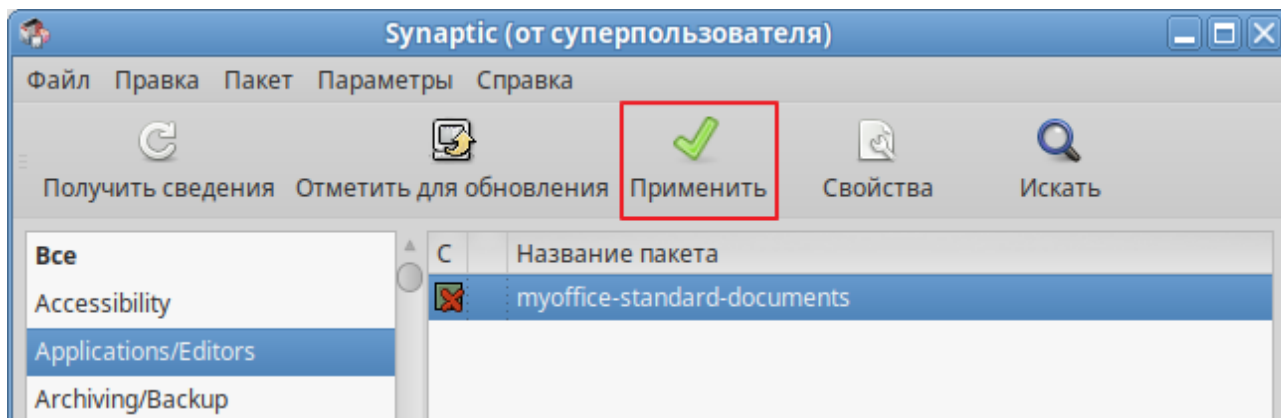 Synaptic (от суперпользователя)
Файл Правка Пакет Параметры Справка
Получить сведения Отметить для обновления Применить Свойства Искать
Все
С Название пакета
Accessibility
myoffice-standard-documents
Applications/Editors
Archiving/Backup